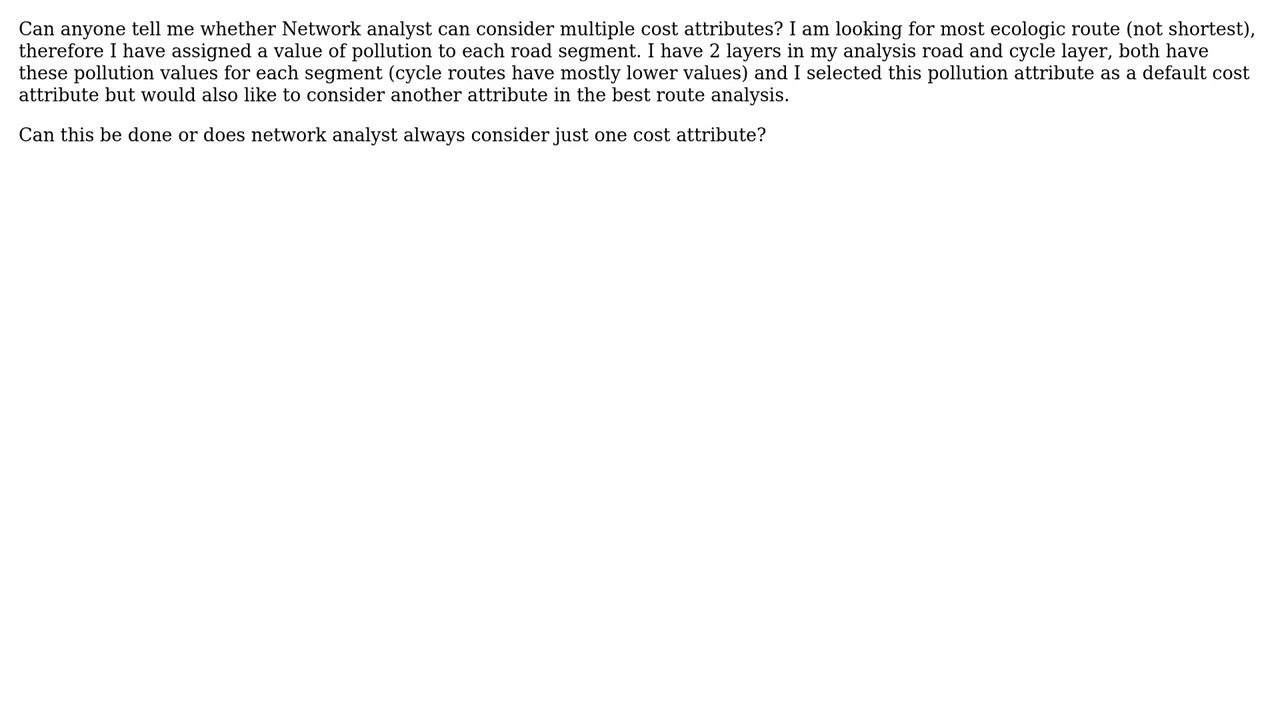 Can anyone tell me whether Network analyst can consider multiple cost attributes? I am looking for most ecologic route (not shortest),
therefore I have assigned a value of pollution to each road segment. I have 2 layers in my analysis road and cycle layer, both have
these pollution values for each segment (cycle routes have mostly lower values) and I selected this pollution attribute as a default cost
attribute but would also like to consider another attribute in the best route analysis.
Can this be done or does network analyst always consider just one cost attribute?